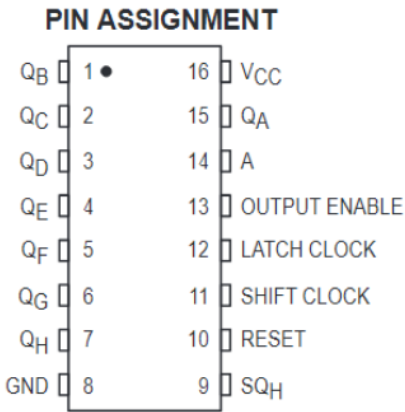 PIN ASSIGNMENT
QB 1 16 VCC
QC 2 15 QA
QD 3 14 A
QE 4 13 OUTPUT ENABLE
QF 5 12 LATCH CLOCK
QG 6 11 SHIFT CLOCK
QH 7 10 RESET
GND 8 9 SQH